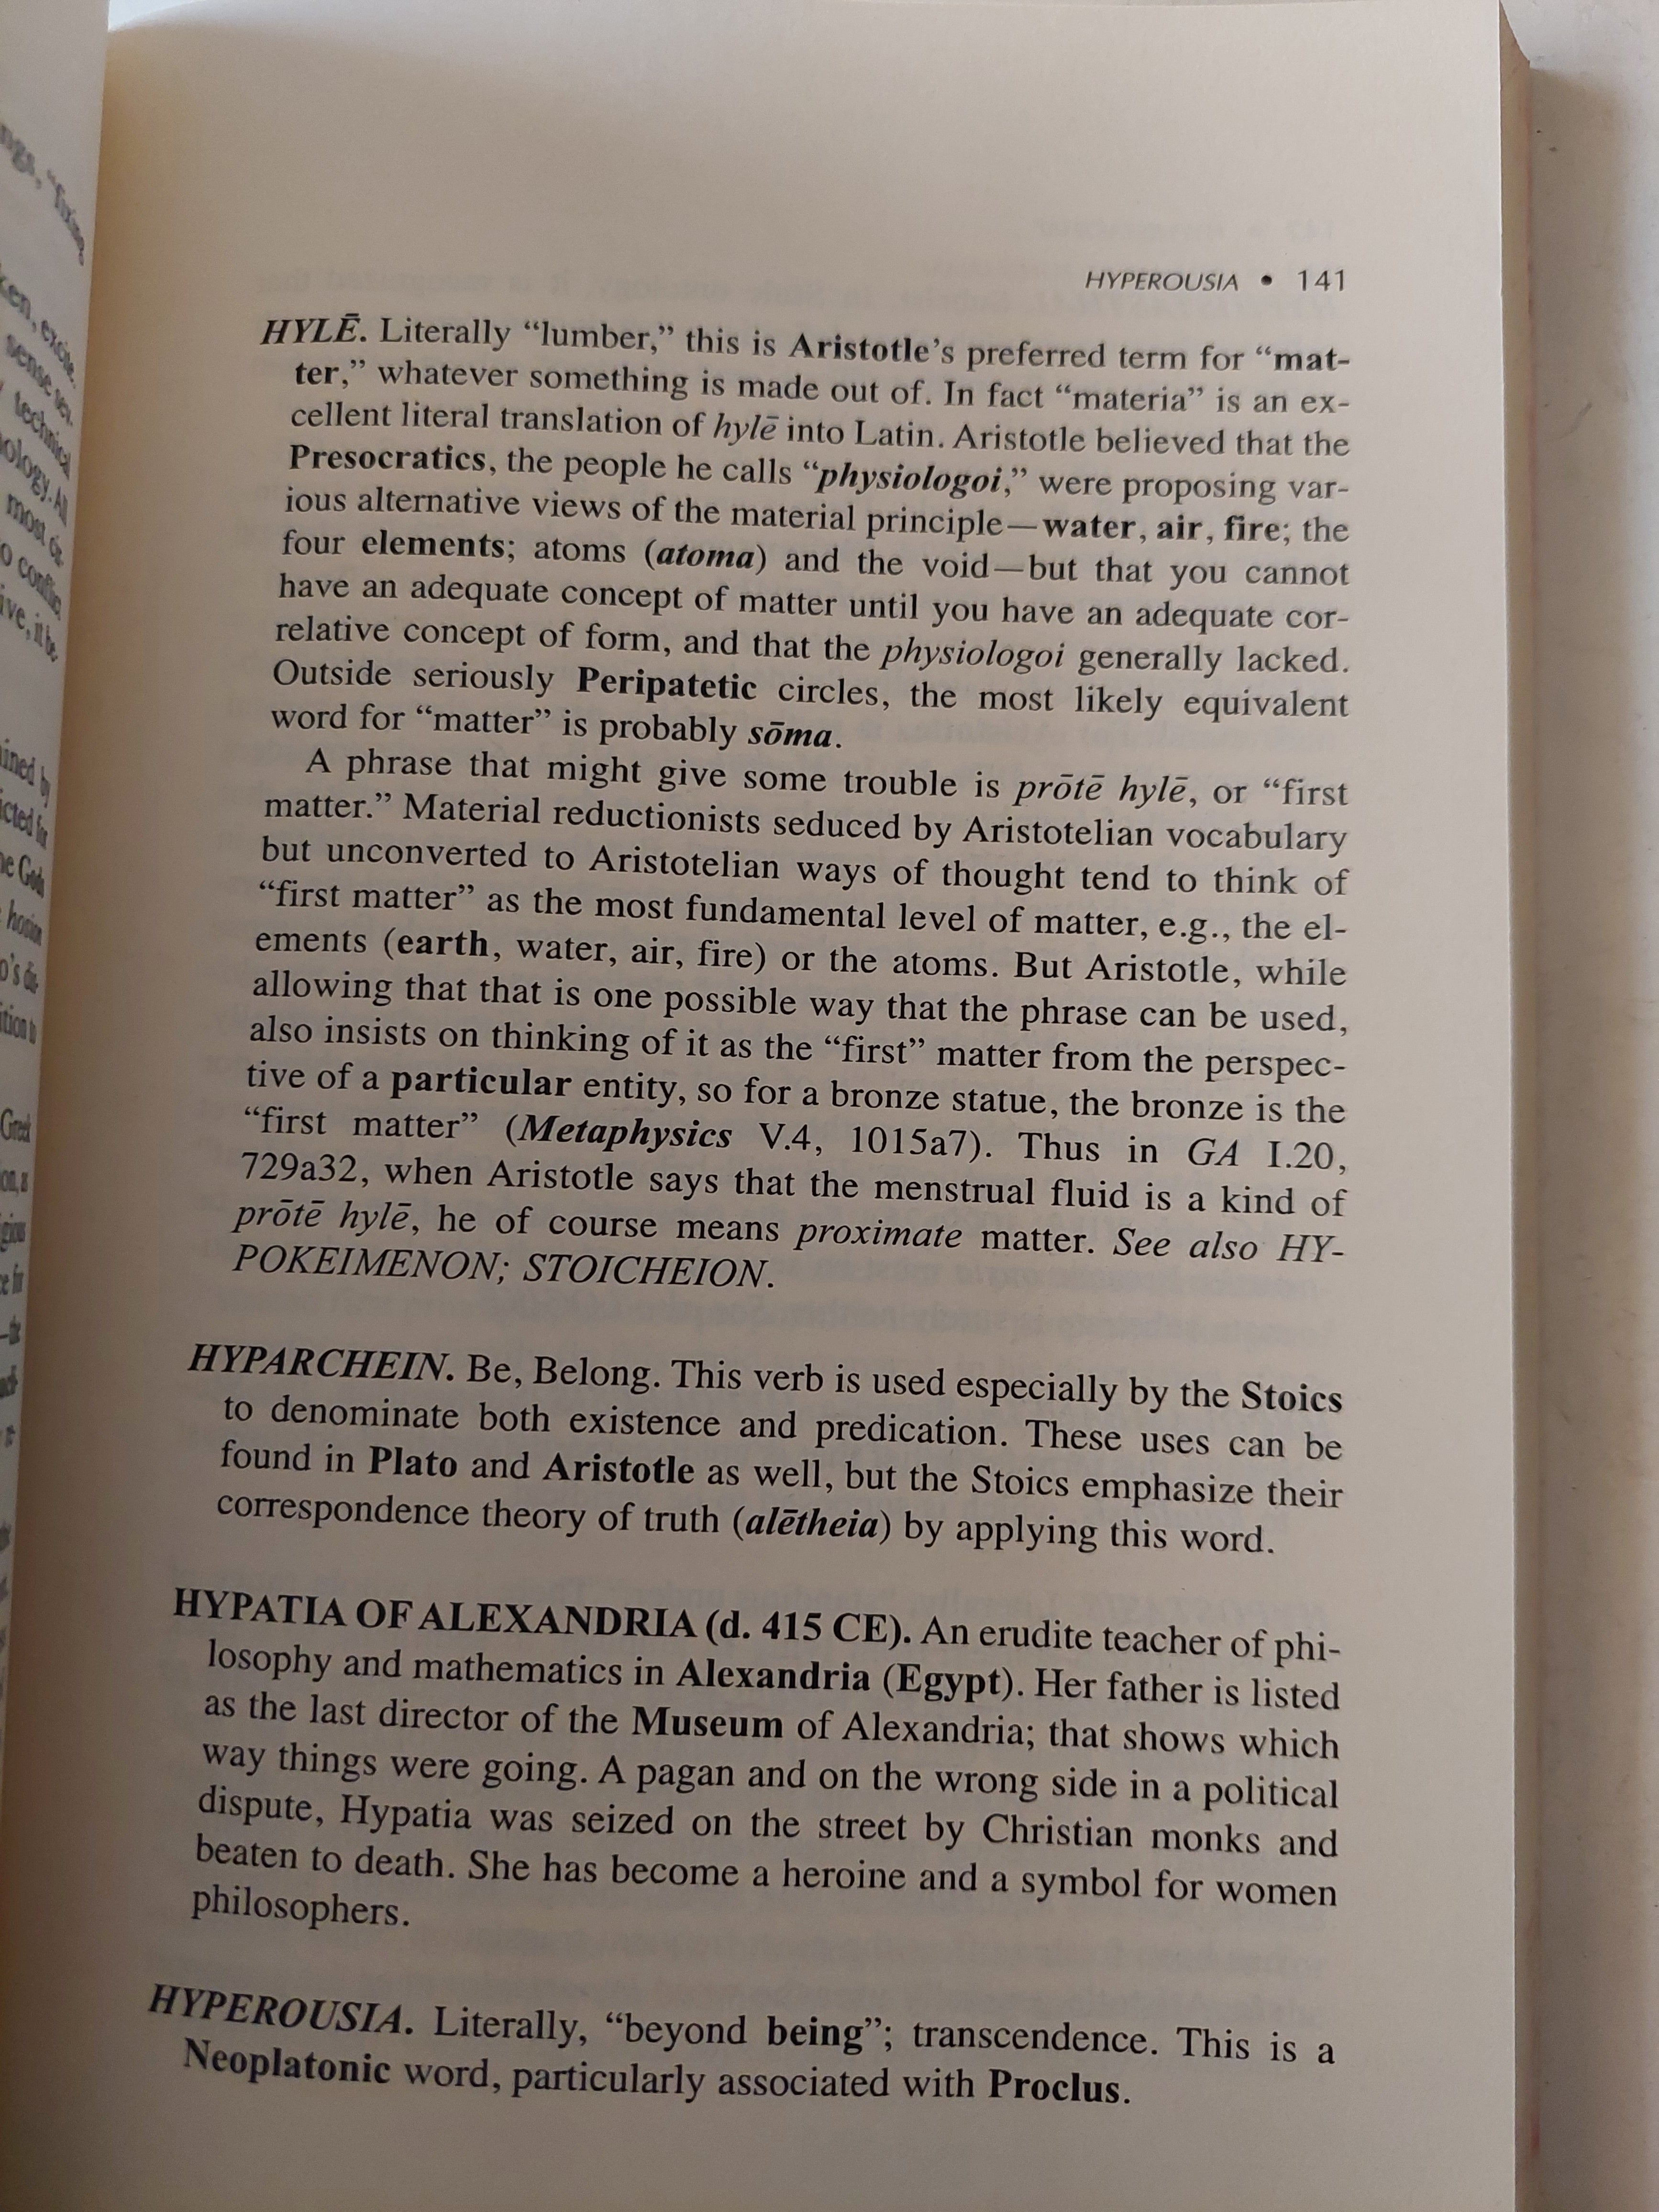 HYPEROUSIA • 141
HYLĒ. Literally “lumber,” this is Aristotle's preferred term for “mat-
ter,” whatever something is made out of. In fact “materia” is an ex-
cellent literal translation of hylē into Latin. Aristotle believed that the
Presocratics, the people he calls “physiologoi,” were proposing var-
ious alternative views of the material principle—water, air, fire; the
four elements; atoms (atoma) and the void—but that you cannot
have an adequate concept of matter until you have an adequate cor-
relative concept of form, and that the physiologoi generally lacked.
Outside seriously Peripatetic circles, the most likely equivalent
word for “matter” is probably sōma.
A phrase that might give some trouble is prōtē hylē, or “first
matter.” Material reductionists seduced by Aristotelian vocabulary
but unconverted to Aristotelian ways of thought tend to think of
“first matter” as the most fundamental level of matter, e.g., the el-
ements (earth, water, air, fire) or the atoms. But Aristotle, while
allowing that that is one possible way that the phrase can be used,
also insists on thinking of it as the “first” matter from the perspec-
tive of a particular entity, so for a bronze statue, the bronze is the
“first matter” (Metaphysics V.4, 1015a7). Thus in GA I.20,
729a32, when Aristotle says that the menstrual fluid is a kind of
prōtē hylē, he of course means proximate matter. See also HY-
POKEIMENON; STOICHEION.
HYPARCHEIN. Be, Belong. This verb is used especially by the Stoics
to denominate both existence and predication. These uses can be
found in Plato and Aristotle as well, but the Stoics emphasize their
correspondence theory of truth (alētheia) by applying this word.
HYPATIA OF ALEXANDRIA (d. 415 CE). An erudite teacher of phi-
losophy and mathematics in Alexandria (Egypt). Her father is listed
as the last director of the Museum of Alexandria; that shows which
way things were going. A pagan and on the wrong side in a political
dispute, Hypatia was seized on the street by Christian monks and
beaten to death. She has become a heroine and a symbol for women
philosophers.
HYPEROUSIA. Literally, “beyond being”; transcendence. This is a
Neoplatonic word, particularly associated with Proclus.